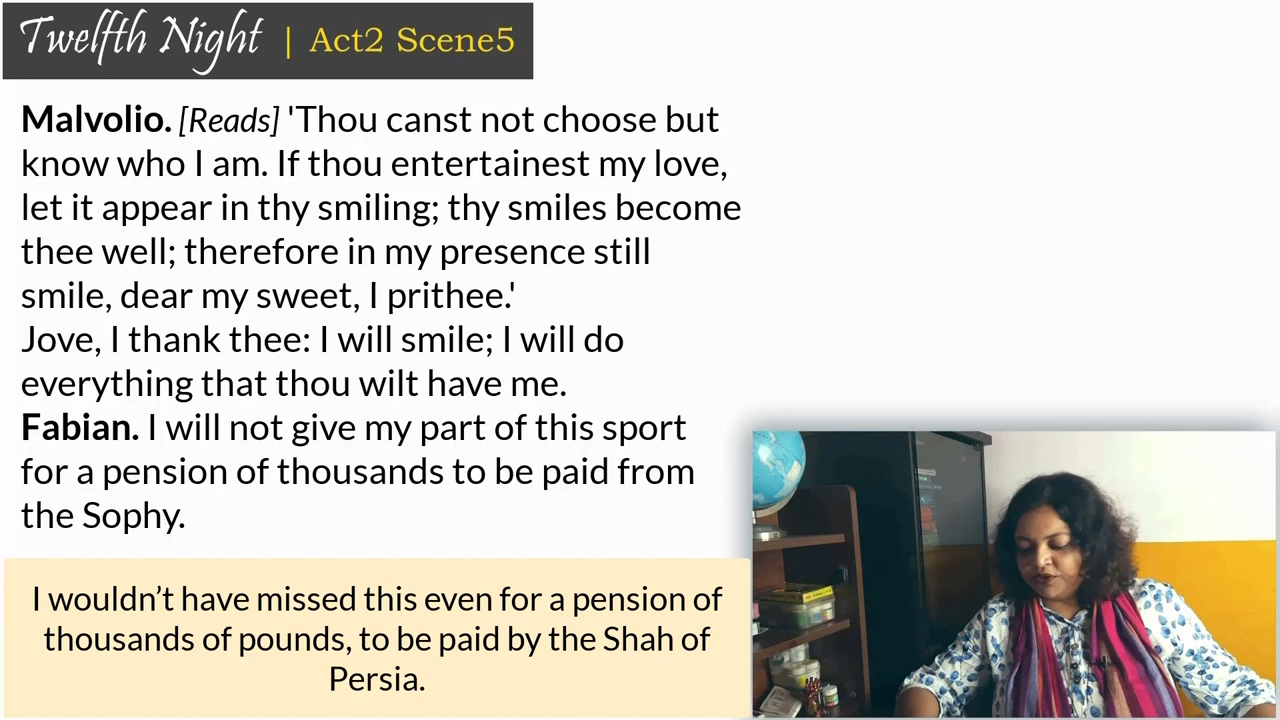 Twelfth Night | Act2 Scene5
Malvolio. [Reads] 'Thou canst not choose but
know who I am. If thou entertainest my love,
let it appear in thy smiling; thy smiles become
thee well; therefore in my presence still
smile, dear my sweet, I prithee.'
Jove, I thank thee: I will smile; I will do
everything that thou wilt have me.
Fabian. I will not give my part of this sport
for a pension of thousands to be paid from
the Sophy.
I wouldn’t have missed this even for a pension of
thousands of pounds, to be paid by the Shah of
Persia.